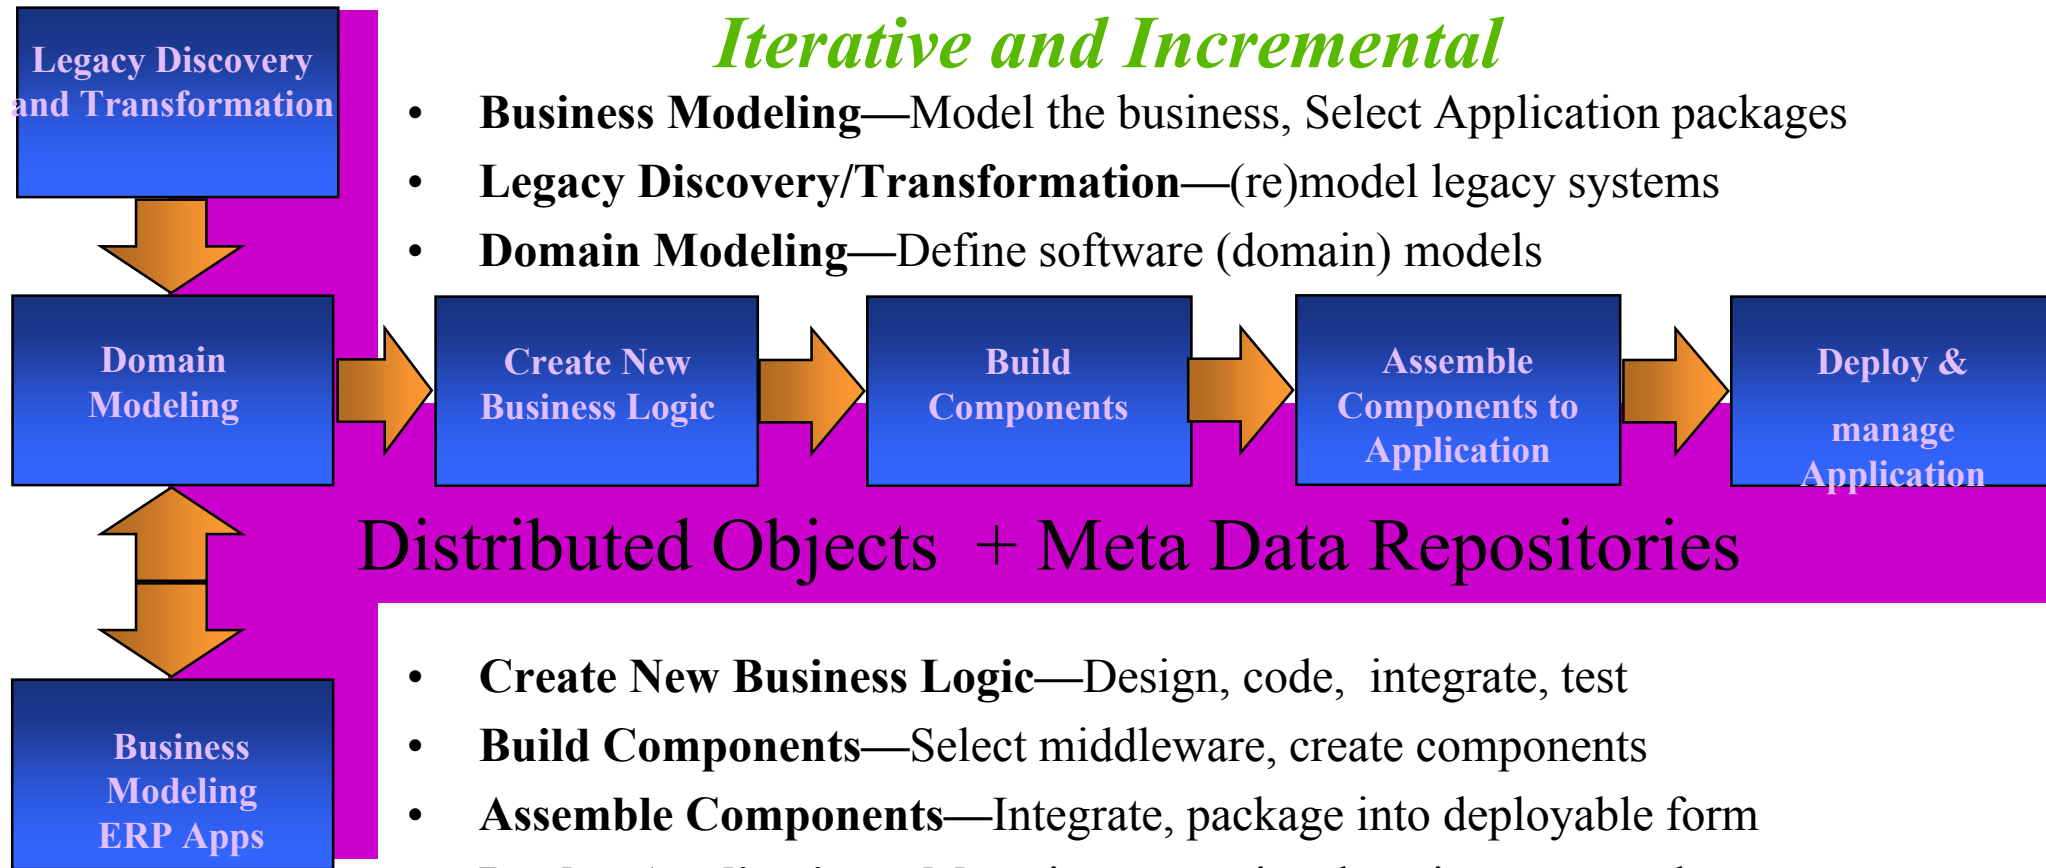 Iterative and Incremental
Legacy Discovery
and Transformation
• Business Modeling—Model the business, Select Application packages
• Legacy Discovery/Transformation—(re)model legacy systems
• Domain Modeling—Define software (domain) models
Domain
Modeling
Create New
Business Logic
Build
Components
Assemble
Components to
Application
Deploy &
manage
Application
Distributed Objects + Meta Data Repositories
Business
Modeling
ERP Apps
• Create New Business Logic—Design, code, integrate, test
• Build Components—Select middleware, create components
• Assemble Components—Integrate, package into deployable form